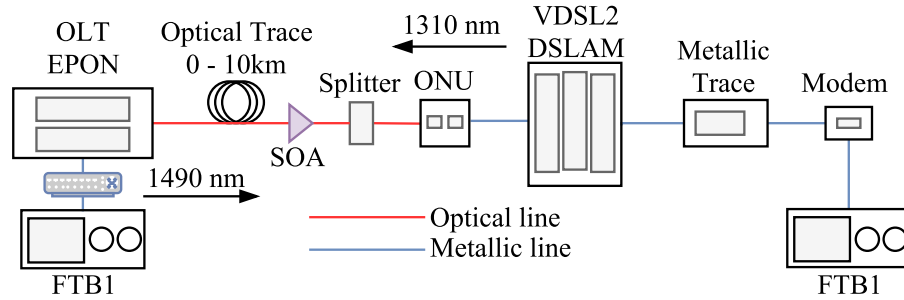 OLT
EPON
Optical Trace
0 - 10km
1310 nm
VDSL2
DSLAM
Splitter
ONU
Metallic
Trace
Modem
SOA
1490 nm
Optical line
Metallic line
FTB1
FTB1